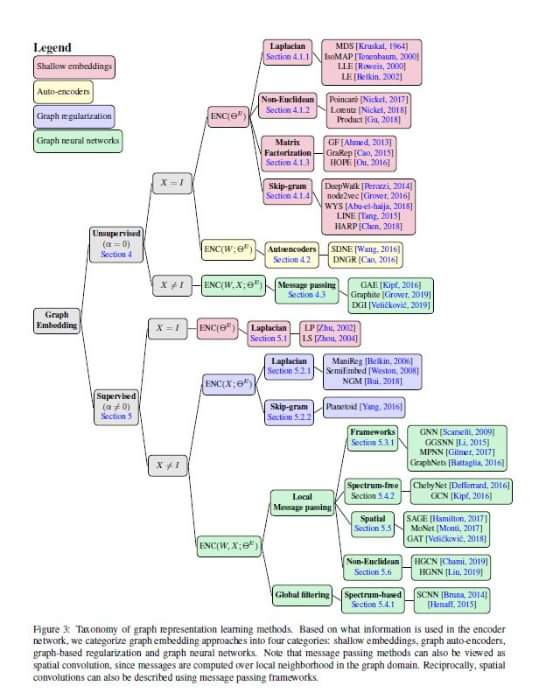 Legend
Shallow embeddings
Auto-encoders
Graph regularization
Graph neural networks
Graph
Embedding
Unsupervised
(α = 0)
Section 4
X = I
ENC(Θ^E)
Laplacian
Section 4.1.1
MDS [Kruskal, 1964]
IsoMAP [Tenenbaum, 2000]
LLE [Roweis, 2000]
LE [Belkin, 2002]
Non-Euclidean
Section 4.1.2
Poincaré [Nickel, 2017]
Lorentz [Nickel, 2018]
Product [Gu, 2018]
Matrix
Factorization
Section 4.1.3
GF [Ahmed, 2013]
GraRep [Cao, 2015]
HOPE [Ou, 2016]
Skip-gram
Section 4.1.4
DeepWalk [Perozzi, 2014]
node2vec [Grover, 2016]
WYS [Abu-el-haija, 2018]
LINE [Tang, 2015]
HARP [Chen, 2018]
ENC(W; Θ^E)
Autoencoders
Section 4.2
SDNE [Wang, 2016]
DNGR [Cao, 2016]
X ≠ I
ENC(W, X; Θ^E)
Message passing
Section 4.3
GAE [Kipf, 2016]
Graphite [Grover, 2019]
DGI [Veličković, 2019]
Supervised
(α ≠ 0)
Section 5
X = I
ENC(Θ^E)
Laplacian
Section 5.1
LP [Zhu, 2002]
LS [Zhou, 2004]
X ≠ I
ENC(X; Θ^E)
Laplacian
Section 5.2.1
ManiReg [Belkin, 2006]
SemiEmbed [Weston, 2008]
NGM [Bui, 2018]
Skip-gram
Section 5.2.2
Planetoid [Yang, 2016]
ENC(W, X; Θ^E)
Local
Message passing
Frameworks
Section 5.3.1
GNN [Scarselli, 2009]
GGSNN [Li, 2015]
MPNN [Gilmer, 2017]
GraphNets [Battaglia, 2016]
Spectrum-free
Section 5.4.2
ChebyNet [Defferrard, 2016]
GCN [Kipf, 2016]
Spatial
Section 5.5
SAGE [Hamilton, 2017]
MoNet [Monti, 2017]
GAT [Veličković, 2018]
Non-Euclidean
Section 5.6
HGCN [Chami, 2019]
HGNN [Liu, 2019]
Global filtering
Spectrum-based
Section 5.4.1
SCNN [Bruna, 2014]
[Henaff, 2015]
Figure 3: Taxonomy of graph representation learning methods. Based on what information is used in the encoder
network, we categorize graph embedding approaches into four categories: shallow embeddings, graph auto-encoders,
graph-based regularization and graph neural networks. Note that message passing methods can also be viewed as
spatial convolution, since messages are computed over local neighborhood in the graph domain. Reciprocally, spatial
convolutions can also be described using message passing frameworks.